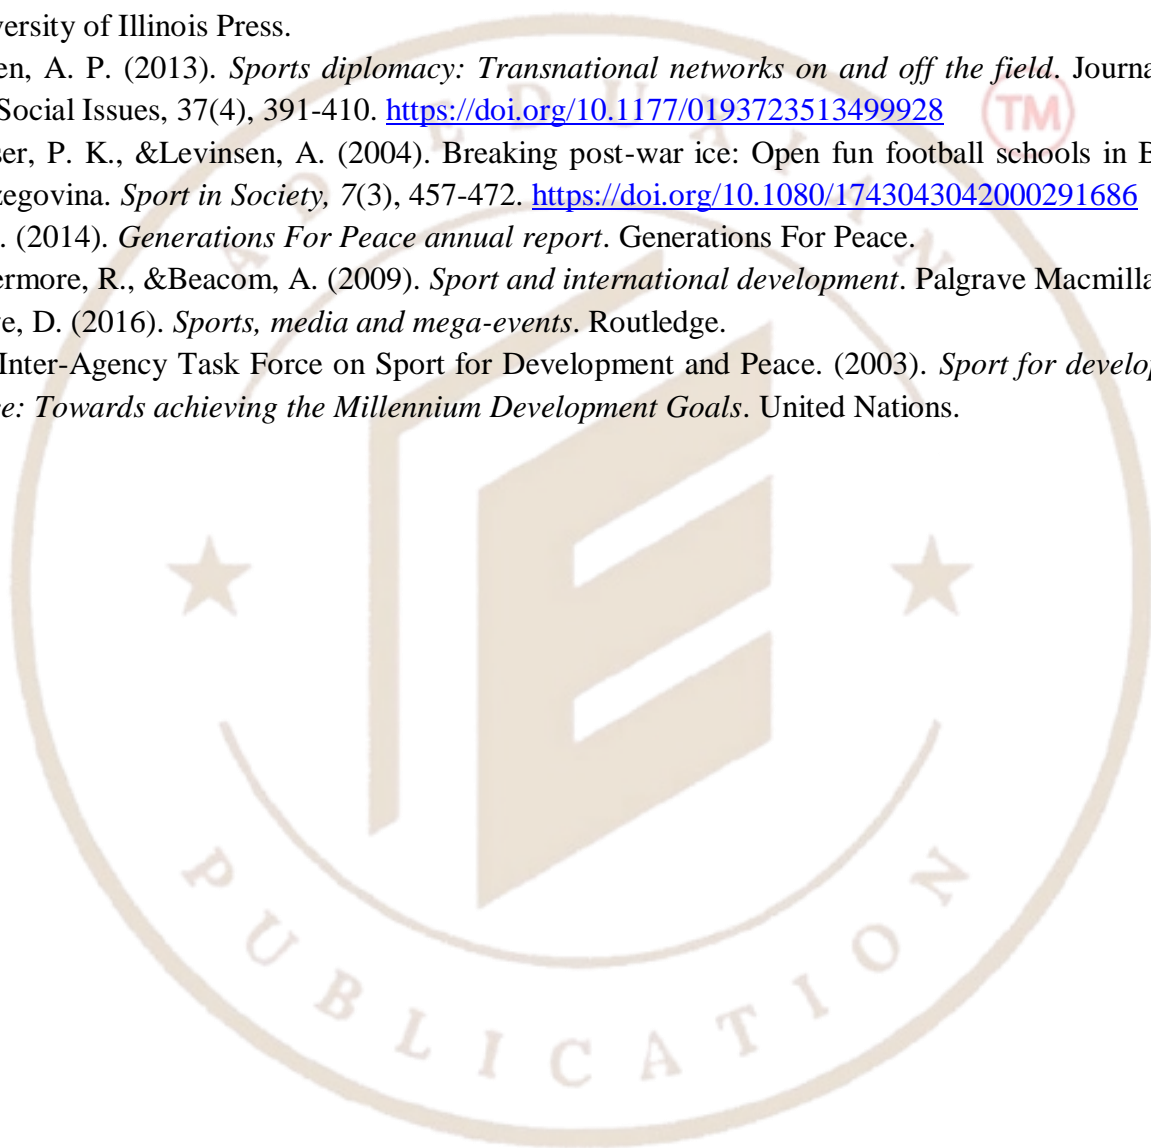 versity of Illinois Press.
en, A. P. (2013). Sports diplomacy: Transnational networks on and off the field. Journa
Social Issues, 37(4), 391-410. https://doi.org/10.1177/0193723513499928
ser, P. K., &Levinsen, A. (2004). Breaking post-war ice: Open fun football schools in B
zegovina. Sport in Society, 7(3), 457-472. https://doi.org/10.1080/1743043042000291686
. (2014). Generations For Peace annual report. Generations For Peace.
ermore, R., &Beacom, A. (2009). Sport and international development. Palgrave Macmilla
e, D. (2016). Sports, media and mega-events. Routledge.
Inter-Agency Task Force on Sport for Development and Peace. (2003). Sport for develop
e: Towards achieving the Millennium Development Goals. United Nations.
ADEDUALIN
TM
PUBLICATION